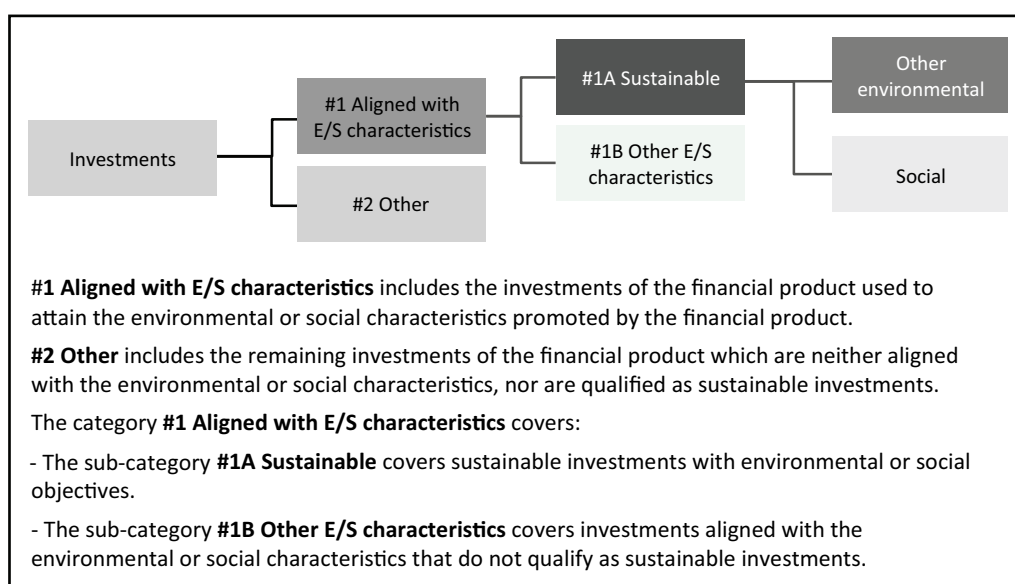 Investments
#1 Aligned with
E/S characteristics
#2 Other
#1A Sustainable
#1B Other E/S
characteristics
Other
environmental
Social
#1 Aligned with E/S characteristics includes the investments of the financial product used to
attain the environmental or social characteristics promoted by the financial product.
#2 Other includes the remaining investments of the financial product which are neither aligned
with the environmental or social characteristics, nor are qualified as sustainable investments.
The category #1 Aligned with E/S characteristics covers:
- The sub-category #1A Sustainable covers sustainable investments with environmental or social
objectives.
- The sub-category #1B Other E/S characteristics covers investments aligned with the
environmental or social characteristics that do not qualify as sustainable investments.